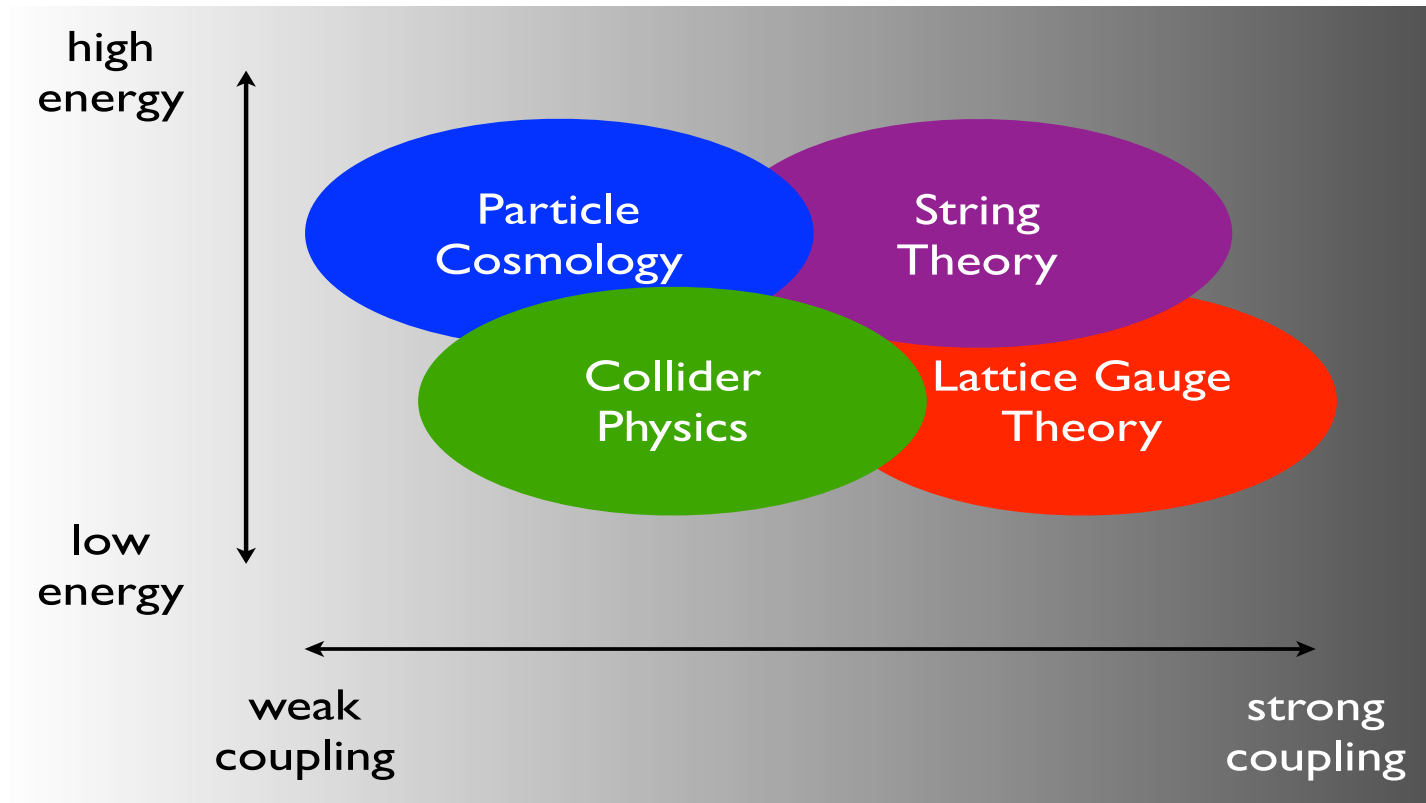 high
energy
Particle
Cosmology
String
Theory
Collider
Physics
Lattice Gauge
Theory
low
energy
weak
coupling
strong
coupling